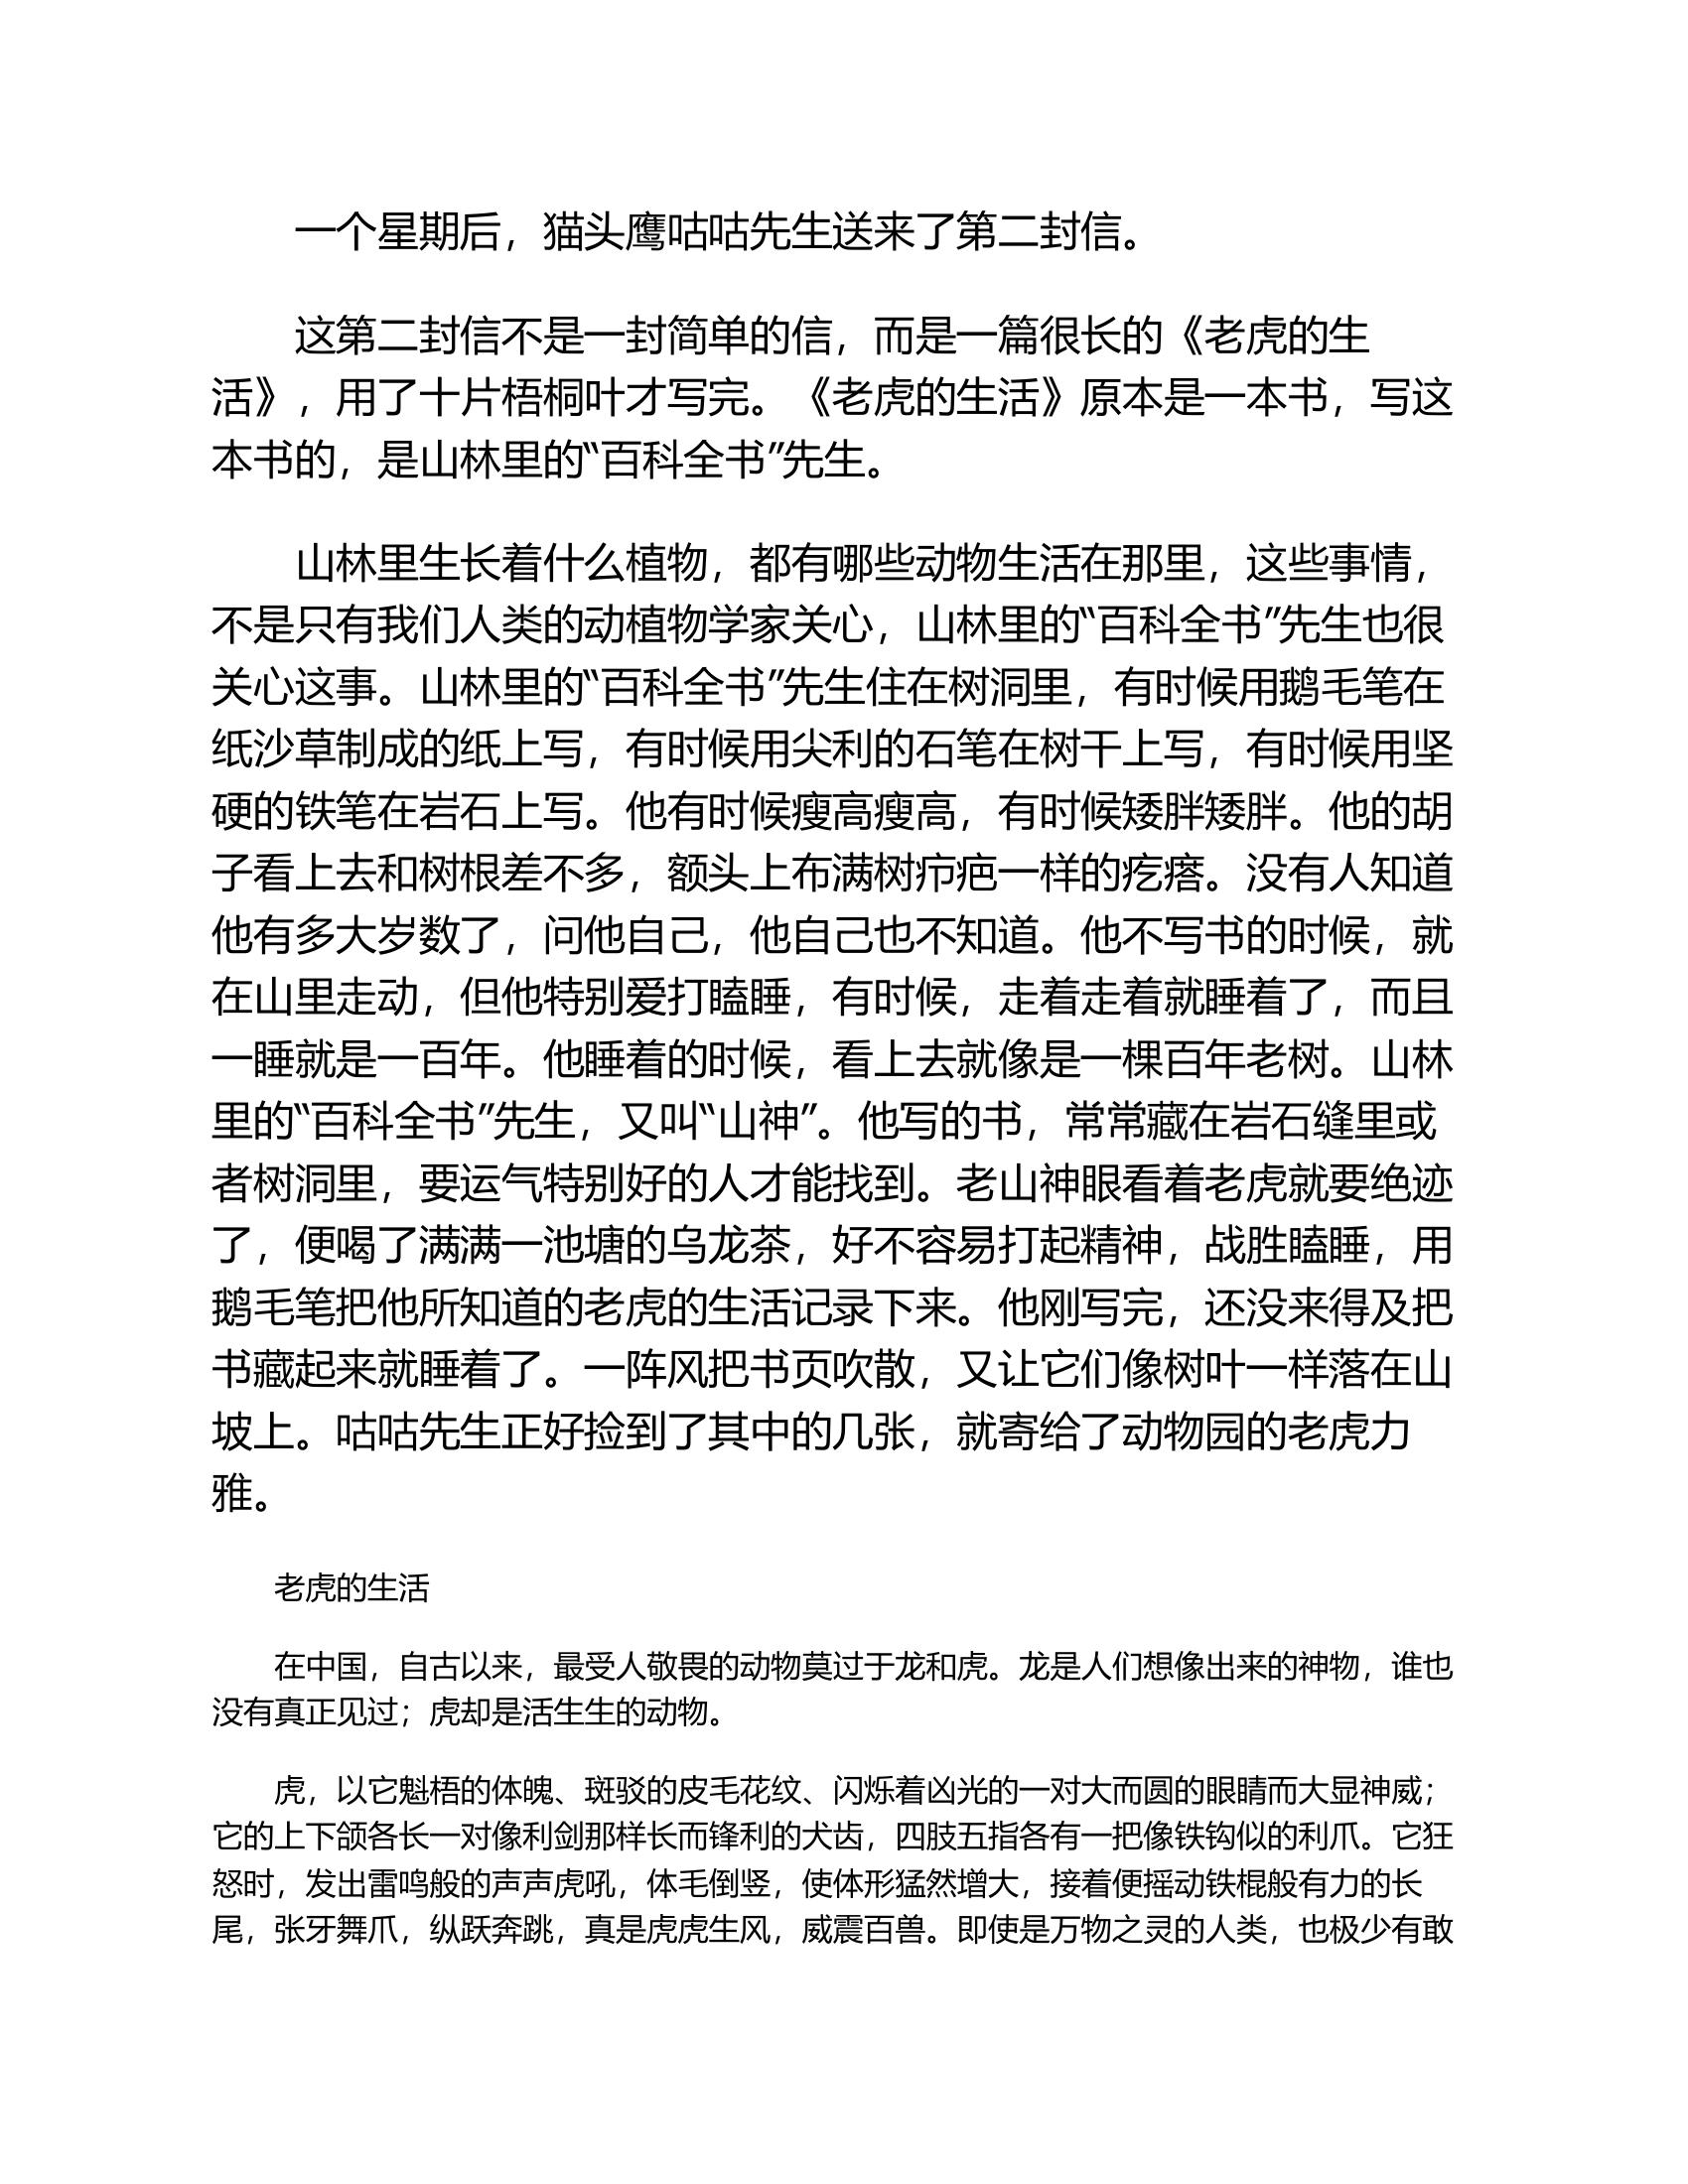 一个星期后，猫头鹰咕咕先生送来了第二封信。
这第二封信不是一封简单的信，而是一篇很长的《老虎的生
活》，用了十片梧桐叶才写完。《老虎的生活》原本是一本书，写这
本书的，是山林里的“百科全书”先生。
山林里生长着什么植物，都有哪些动物生活在那里，这些事情，
不是只有我们人类的动植物学家关心，山林里的“百科全书”先生也很
关心这事。山林里的“百科全书”先生住在树洞里，有时候用鹅毛笔在
纸沙草制成的纸上写，有时候用尖利的石笔在树干上写，有时候用坚
硬的铁笔在岩石上写。他有时候瘦高瘦高，有时候矮胖矮胖。他的胡
子看上去和树根差不多，额头上布满树疖疤一样的疙瘩。没有人知道
他有多大岁数了，问他自己，他自己也不知道。他不写书的时候，就
在山里走动，但他特别爱打瞌睡，有时候，走着走着就睡着了，而且
一睡就是一百年。他睡着的时候，看上去就像是一棵百年老树。山林
里的“百科全书”先生，又叫“山神”。他写的书，常常藏在岩石缝里或
者树洞里，要运气特别好的人才能找到。老山神眼看着老虎就要绝迹
了，便喝了满满一池塘的乌龙茶，好不容易打起精神，战胜瞌睡，用
鹅毛笔把他所知道的老虎的生活记录下来。他刚写完，还没来得及把
书藏起来就睡着了。一阵风把书页吹散，又让它们像树叶一样落在山
坡上。咕咕先生正好捡到了其中的几张，就寄给了动物园的老虎力
雅。
老虎的生活
在中国，自古以来，最受人敬畏的动物莫过于龙和虎。龙是人们想像出来的神物，谁也
没有真正见过；虎却是活生生的动物。
虎，以它魁梧的体魄、斑驳的皮毛花纹、闪烁着凶光的一对大而圆的眼睛而大显神威；
它的上下颌各长一对像利剑那样长而锋利的犬齿，四肢五指各有一把像铁钩似的利爪。它狂
怒时，发出雷鸣般的声声虎吼，体毛倒竖，使体形猛然增大，接着便摇动铁棍般有力的长
尾，张牙舞爪，纵跃奔跳，真是虎虎生风，威震百兽。即使是万物之灵的人类，也极少有敢